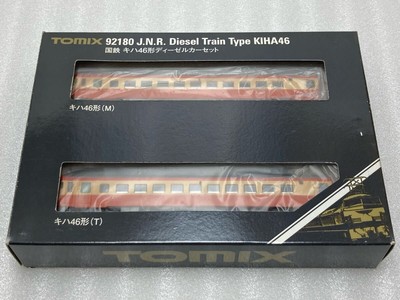 TOMIX 92180 J.N.R. Diesel Train Type KIHA46
国鉄 キハ46形ディーゼルカーセット
キハ46形(M)
キハ46形(T)
TOMIX